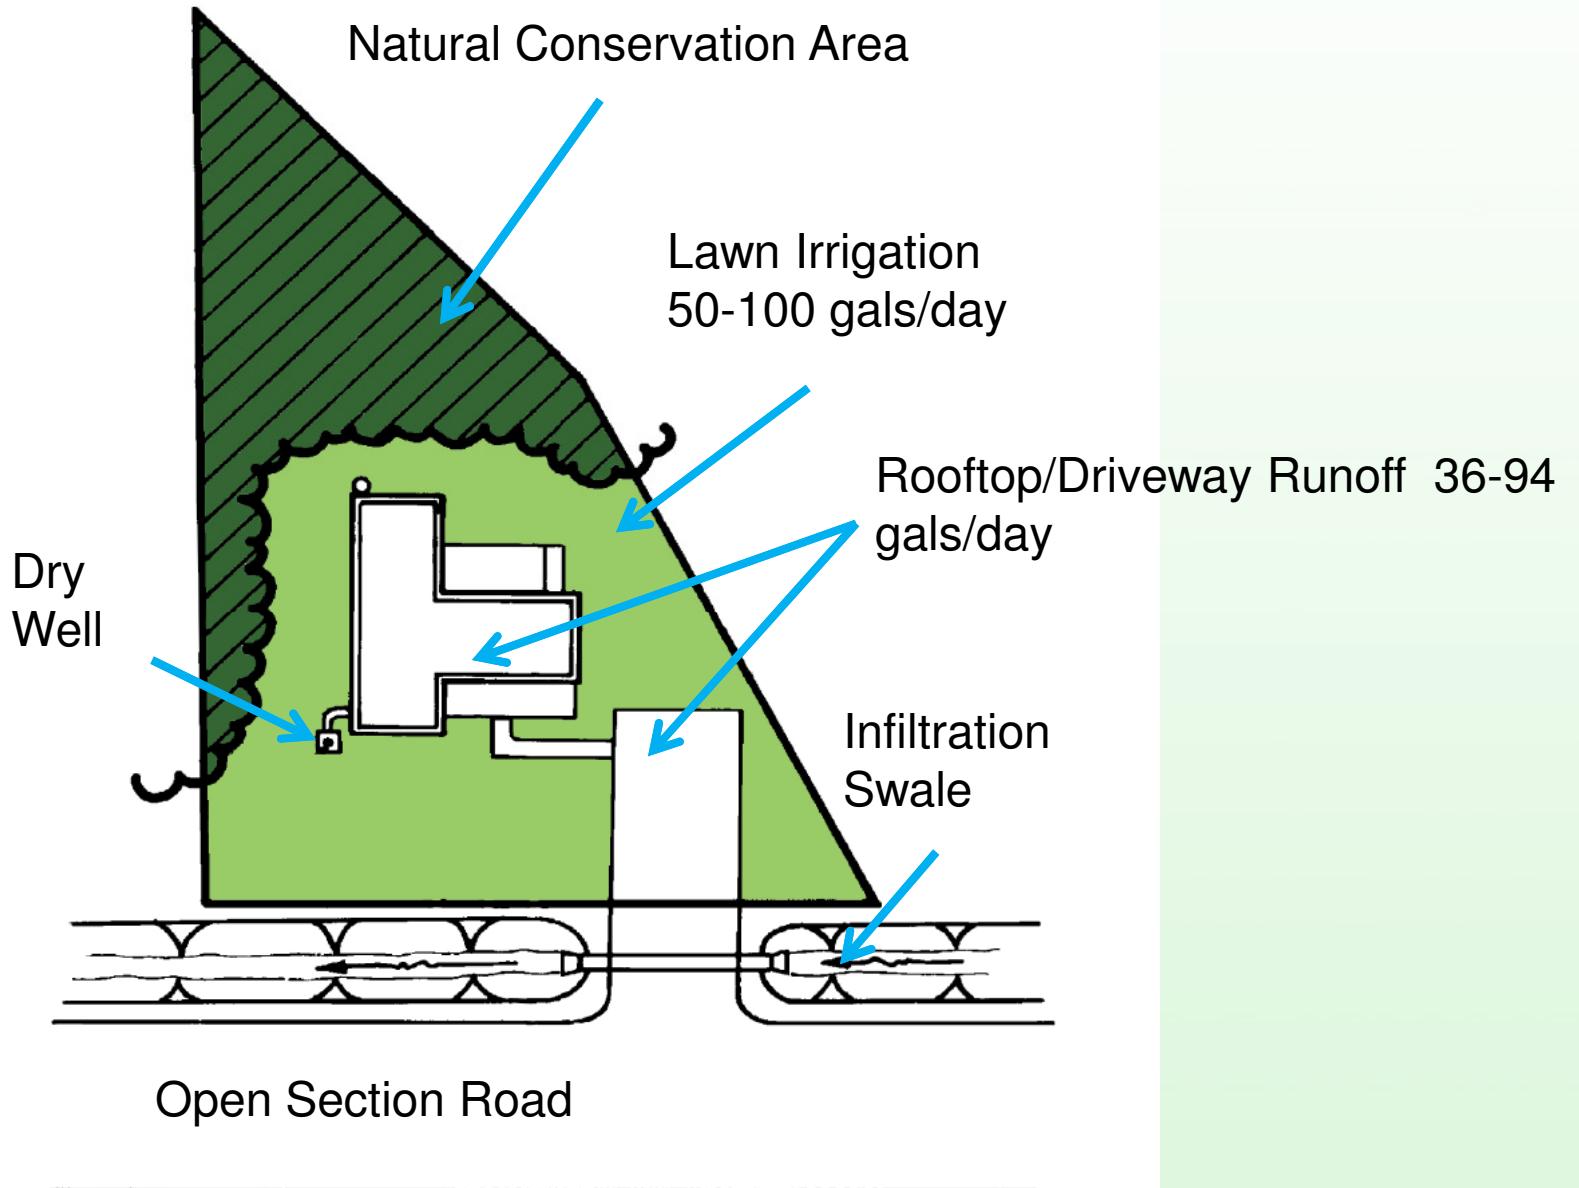 Natural Conservation Area
Lawn Irrigation
50-100 gals/day
Rooftop/Driveway Runoff  36-94
gals/day
Dry
Well
Infiltration
Swale
Open Section Road